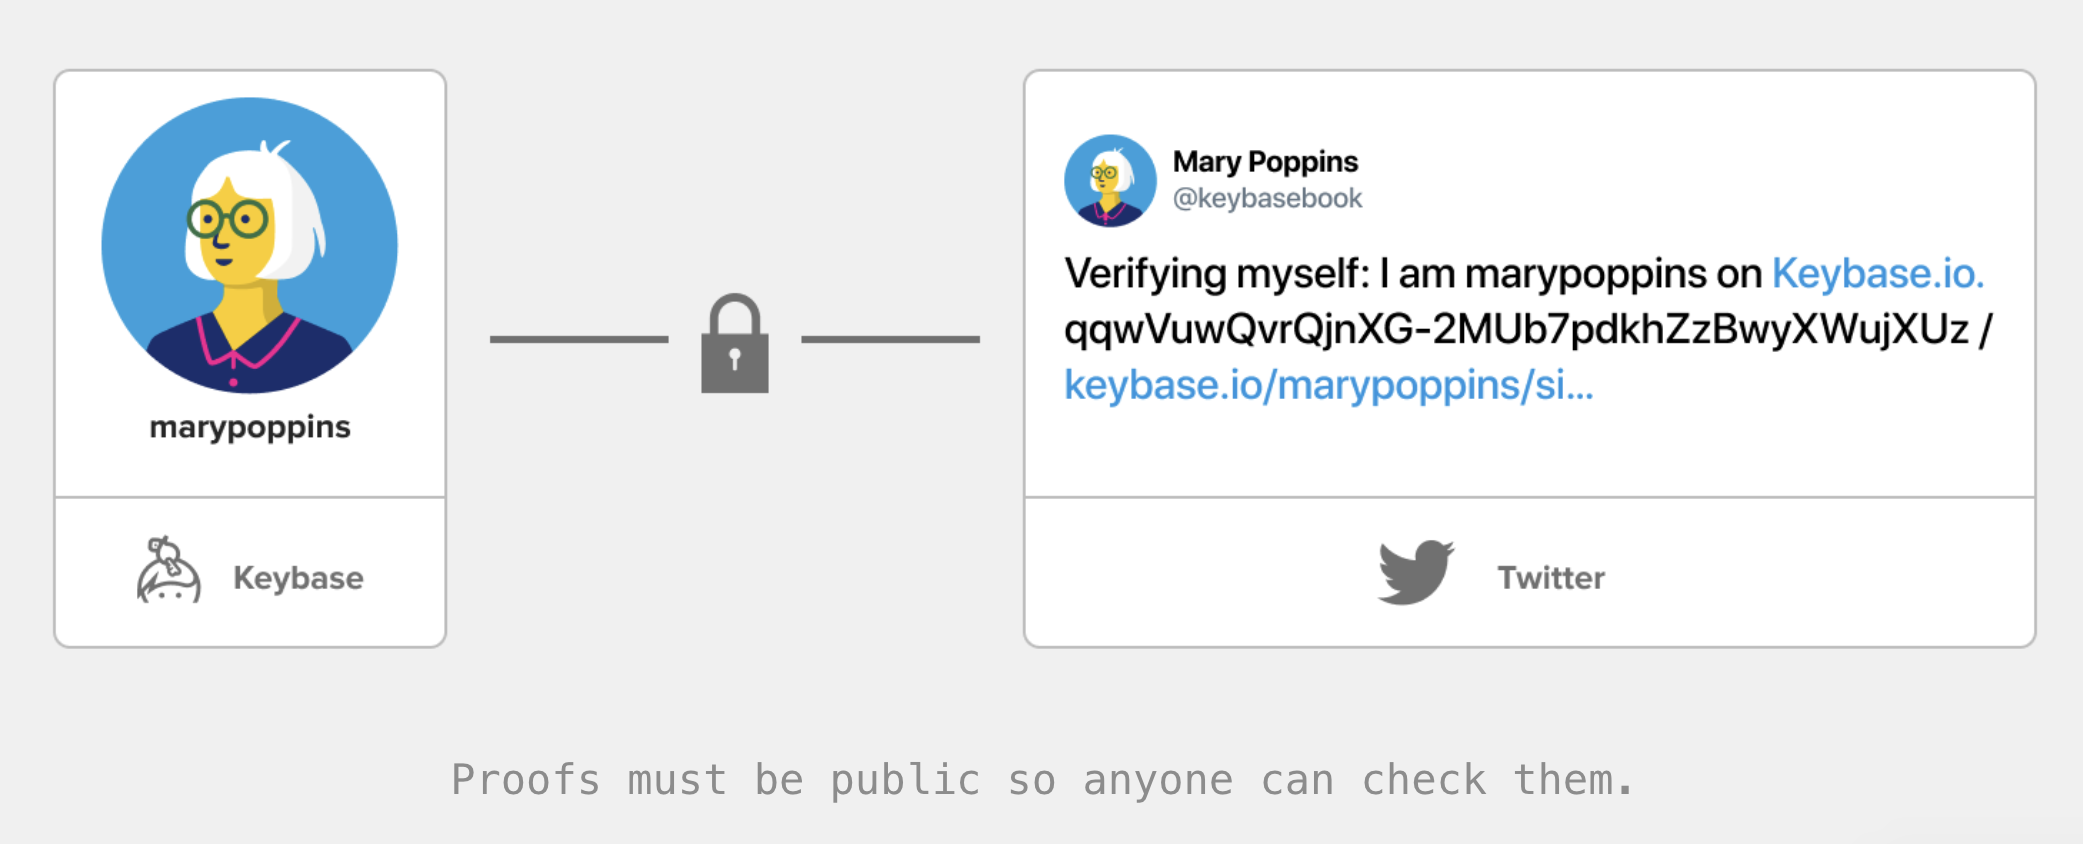 marypoppins
Keybase
Mary Poppins
@keybasebook
Verifying myself: I am marypoppins on Keybase.io.
qqwVuwQvrQjnXG-2MUb7pdkhZzBwyXWujXUz /
keybase.io/marypoppins/si...
Twitter
Proofs must be public so anyone can check them.